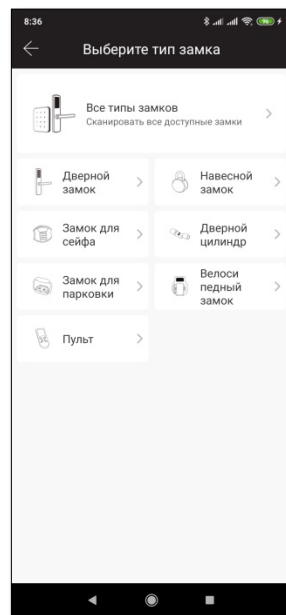 8:36
96
Выберите тип замка
Все типы замков
Сканировать все доступные замки
Дверной
замок
Навесной
замок
Замок для
сейфа
Дверной
цилиндр
Замок для
парковки
Велоси
педный
замок
Пульт